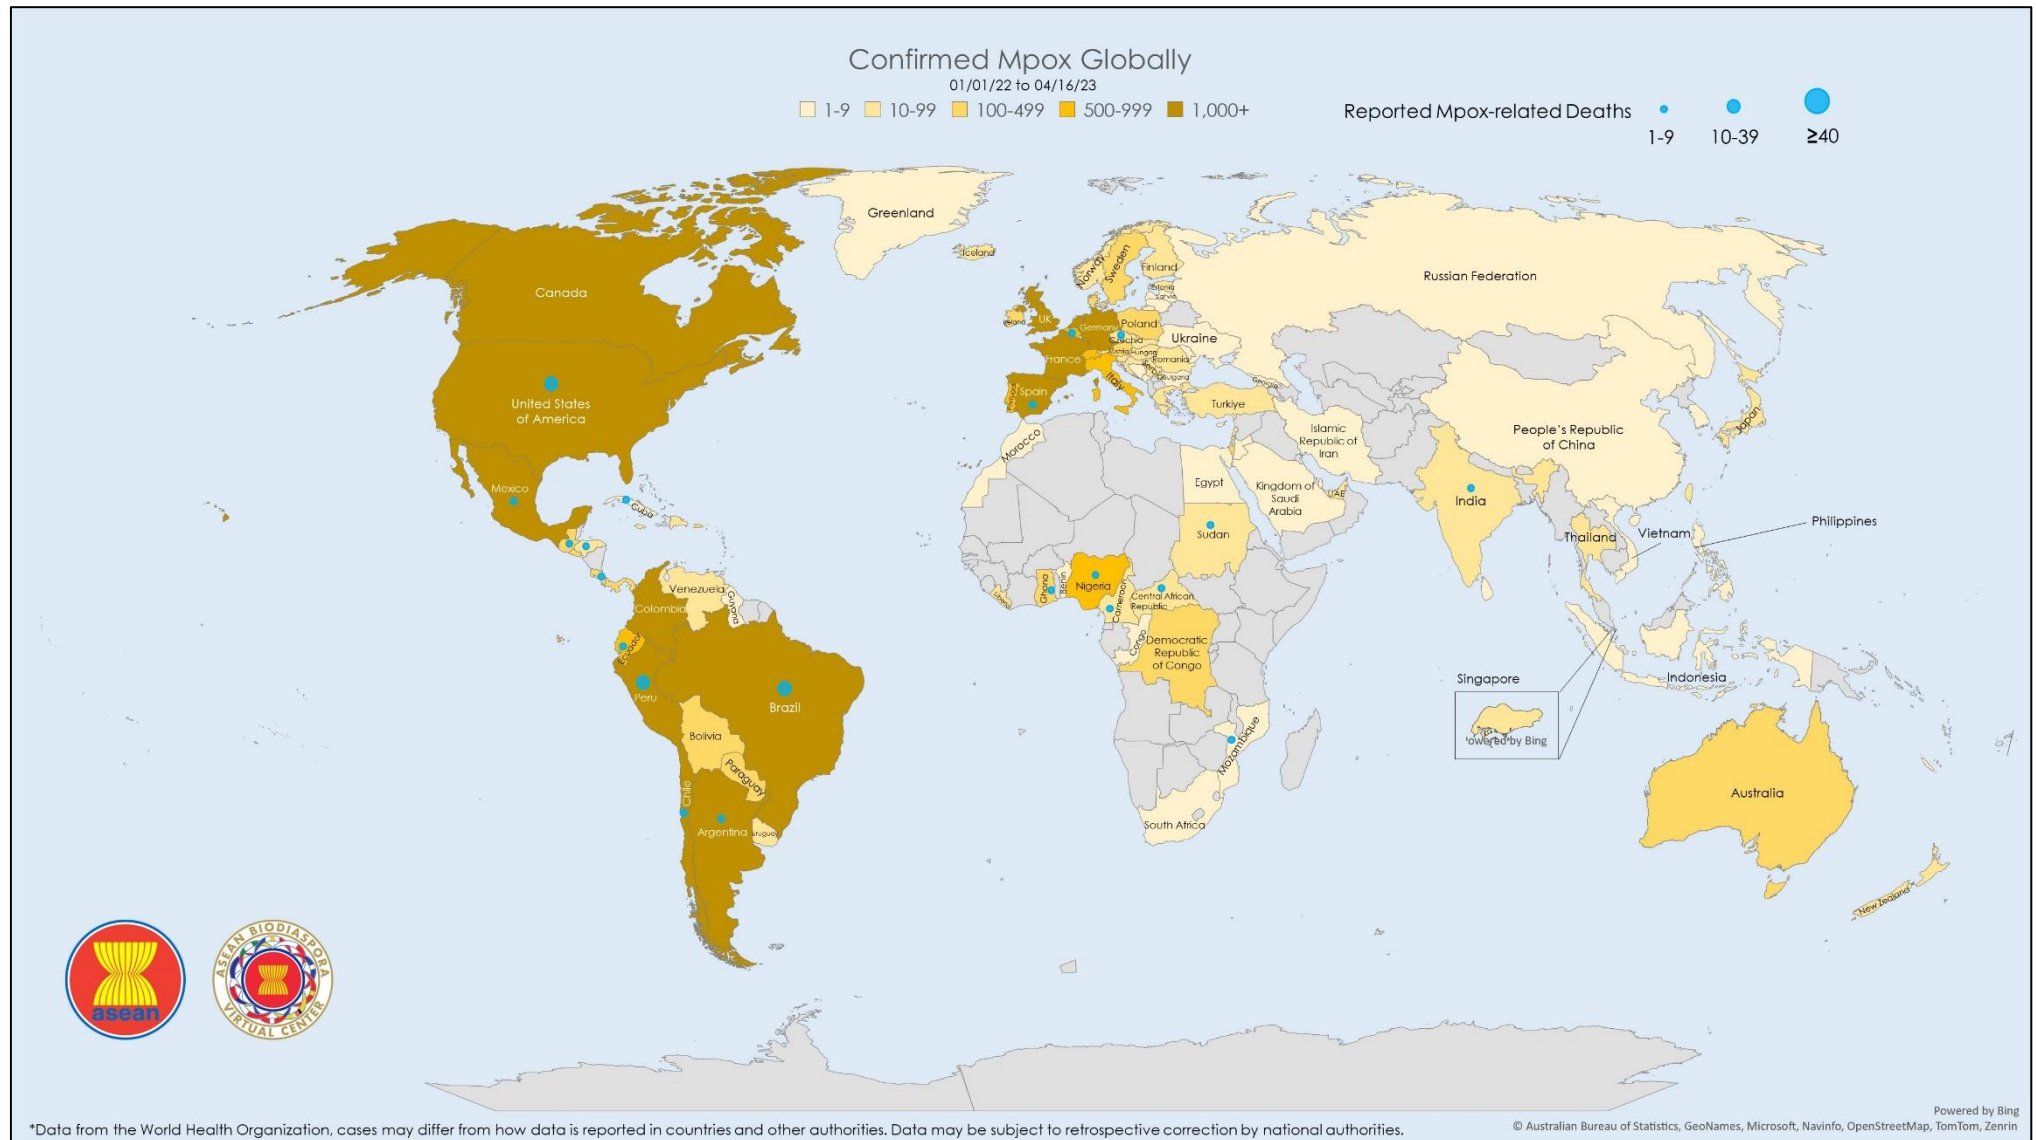 Confirmed Mpox Globally
01/01/22 to 04/16/23
1-9 10-99 100-499 500-999 1,000+
Reported Mpox-related Deaths
1-9 10-39 ≥40
Greenland
Iceland
Norway
Sweden
Finland
Russian Federation
Canada
Estonia
Latvia
Ireland
UK
Germany
Poland
Czechia
Ukraine
France
Austria
Hungary
Romania
Serbia
Bulgaria
Italy
Spain
Portugal
Georgia
Turkiye
United States
of America
Islamic
Republic of
Iran
People's Republic
of China
Japan
Morocco
Mexico
Cuba
Egypt
Kingdom of
Saudi
Arabia
UAE
India
Sudan
Thailand
Vietnam
Philippines
Venezuela
Guyana
Colombia
Liberia
Ghana
Benin
Nigeria
Cameroon
Central African
Republic
Congo
Democratic
Republic
of Congo
Ecuador
Peru
Brazil
Singapore
Powered by Bing
Indonesia
Bolivia
Paraguay
Mozambique
Chile
Argentina
Uruguay
South Africa
Australia
New Zealand
asean
ASEAN BIODIASPORA
VIRTUAL CENTER
Powered by Bing
© Australian Bureau of Statistics, GeoNames, Microsoft, Navinfo, OpenStreetMap, TomTom, Zenrin
*Data from the World Health Organization, cases may differ from how data is reported in countries and other authorities. Data may be subject to retrospective correction by national authorities.